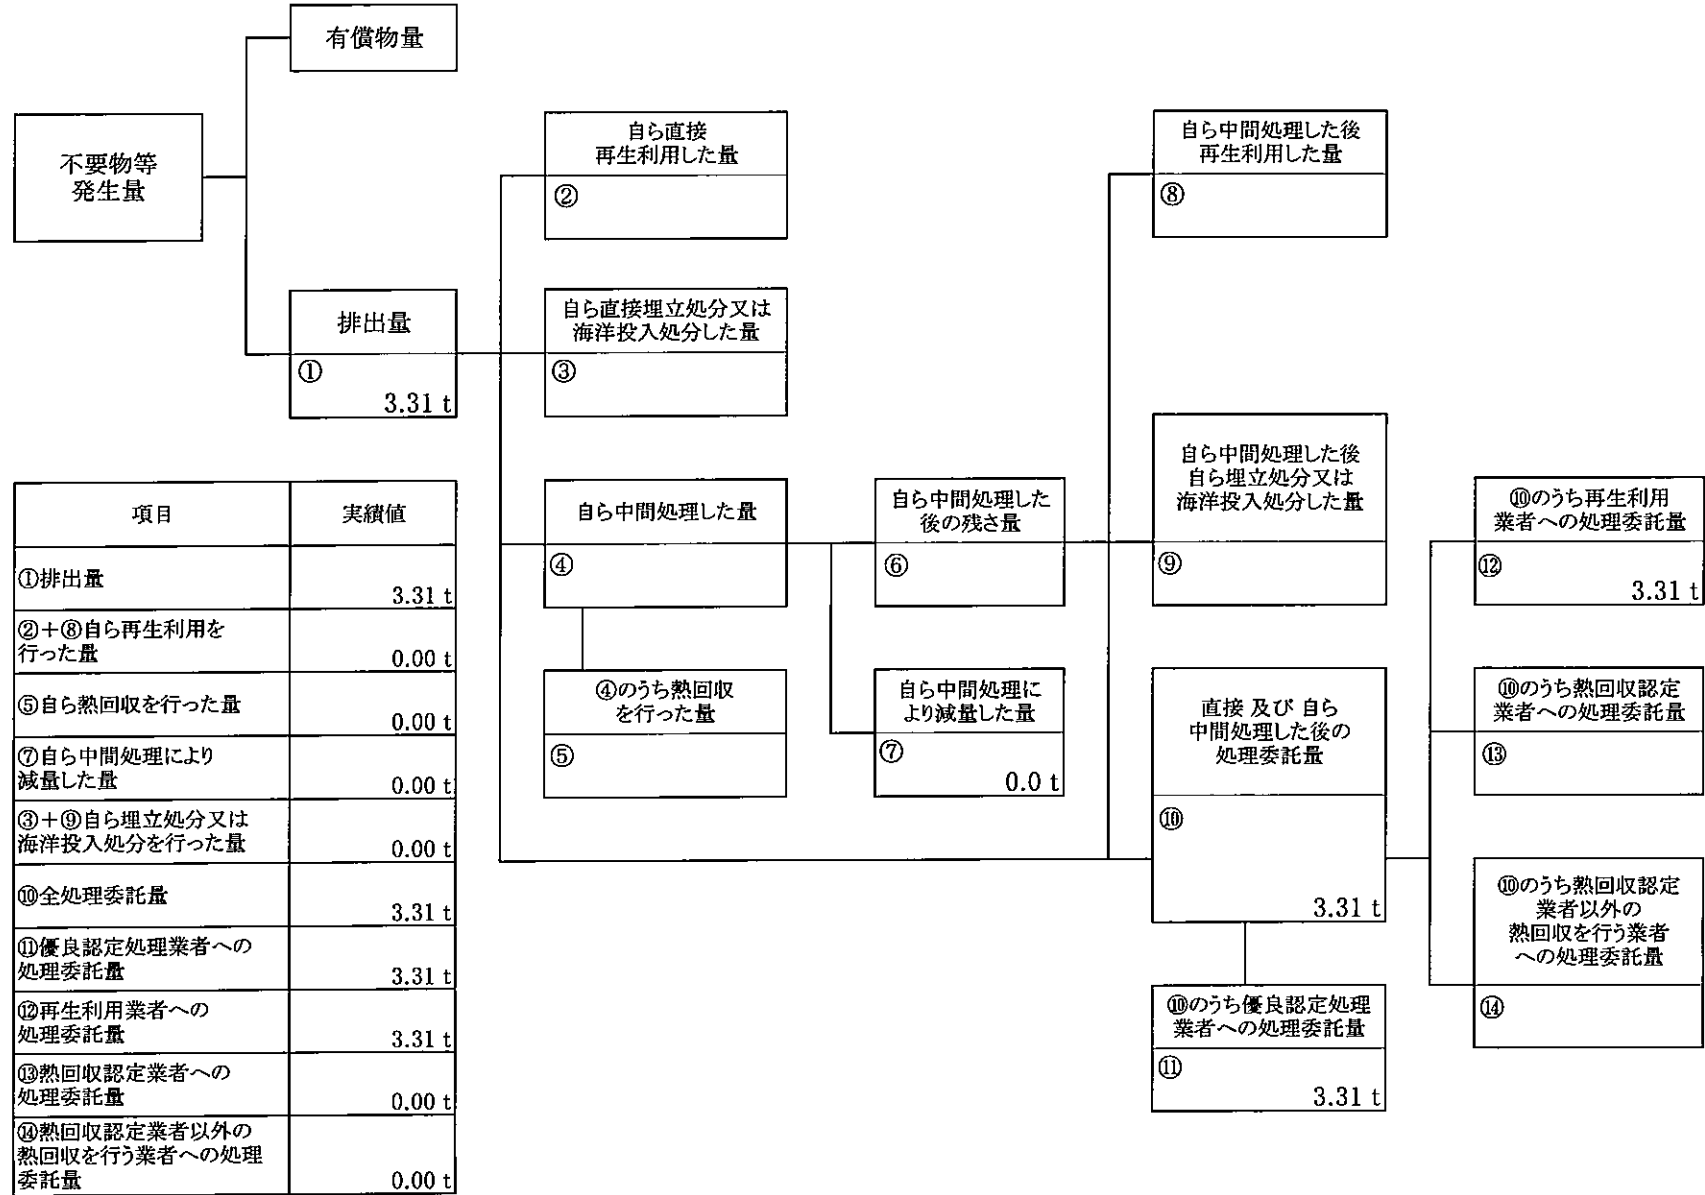 有償物量
不要物等
発生量
排出量
①
3.31 t
自ら直接
再生利用した量
②
自ら直接埋立処分又は
海洋投入処分した量
③
自ら中間処理した量
④
④のうち熱回収
を行った量
⑤
自ら中間処理した
後の残さ量
⑥
自ら中間処理に
より減量した量
⑦
0.0 t
自ら中間処理した後
再生利用した量
⑧
自ら中間処理した後
自ら埋立処分又は
海洋投入処分した量
⑨
直接 及び 自ら
中間処理した後の
処理委託量
⑩
3.31 t
⑩のうち優良認定処理
業者への処理委託量
⑪
3.31 t
⑩のうち再生利用
業者への処理委託量
⑫
3.31 t
⑩のうち熱回収認定
業者への処理委託量
⑬
⑩のうち熱回収認定
業者以外の
熱回収を行う業者
への処理委託量
⑭
項目 実績値
①排出量
3.31 t
②+⑧自ら再生利用を
行った量
0.00 t
⑤自ら熱回収を行った量
0.00 t
⑦自ら中間処理により
減量した量
0.00 t
③+⑨自ら埋立処分又は
海洋投入処分を行った量
0.00 t
⑩全処理委託量
3.31 t
⑪優良認定処理業者への
処理委託量
3.31 t
⑫再生利用業者への
処理委託量
3.31 t
⑬熱回収認定業者への
処理委託量
0.00 t
⑭熱回収認定業者以外の
熱回収を行う業者への処理
委託量
0.00 t